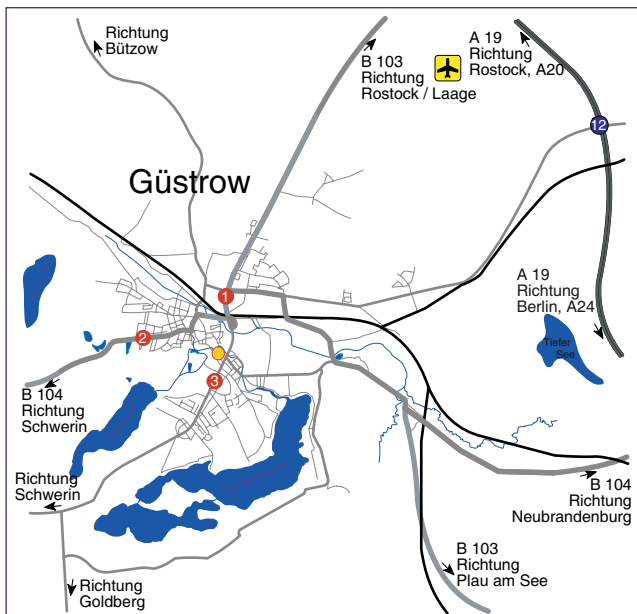 Richtung
Bützow
B 103
Richtung
Rostock / Laage
A 19
Richtung
Rostock, A20
12
Güstrow
A 19
Richtung
Berlin, A24
Tiefer
See
1
2
3
B 104
Richtung
Schwerin
Richtung
Schwerin
B 104
Richtung
Neubrandenburg
B 103
Richtung
Plau am See
Richtung
Goldberg